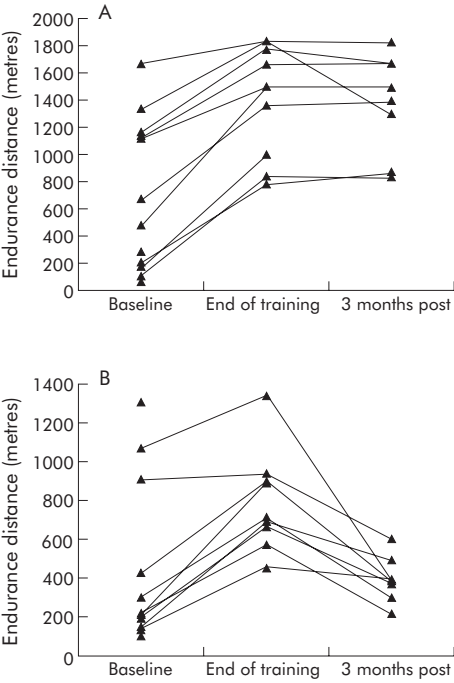 A
Endurance distance (metres)
2000
1800
1600
1400
1200
1000
800
600
400
200
0
Baseline
End of training
3 months post
B
Endurance distance (metres)
1400
1200
1000
800
600
400
200
0
Baseline
End of training
3 months post